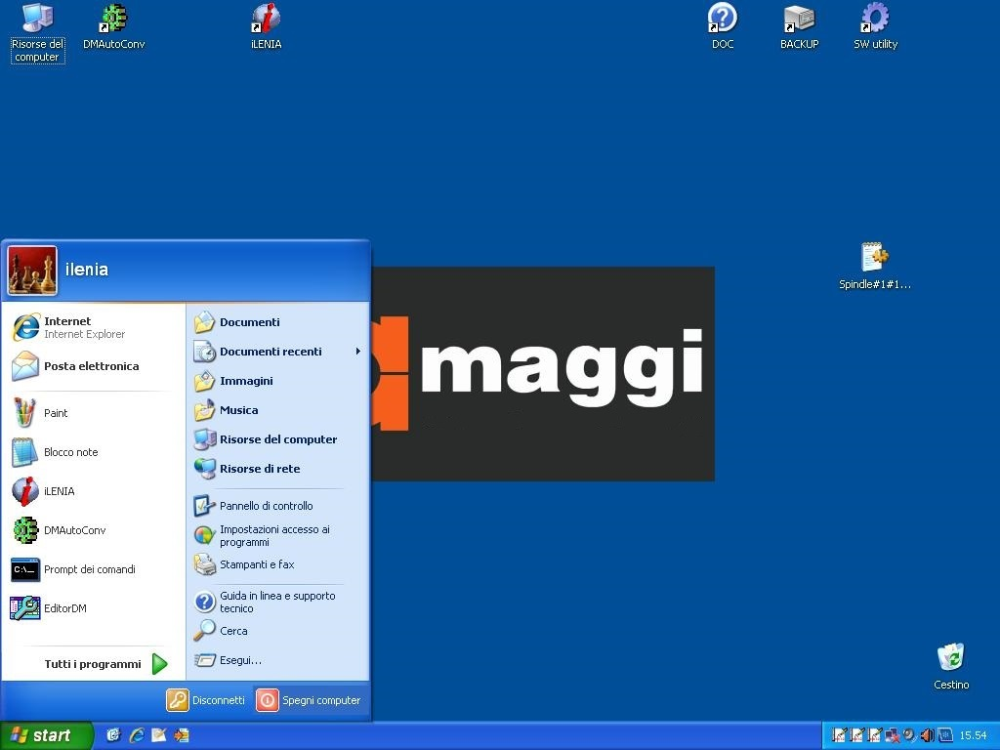 Risorse del
computer
DMAutoConv
iLENIA
DOC
BACKUP
SW utility
Spindle#1#1...
maggi
Cestino
ilenia
Internet
Internet Explorer
Posta elettronica
Paint
Blocco note
iLENIA
DMAutoConv
C:\_
Prompt dei comandi
EditorDM
Tutti i programmi
Documenti
Documenti recenti
Immagini
Musica
Risorse del computer
Risorse di rete
Pannello di controllo
Impostazioni accesso ai
programmi
Stampanti e fax
Guida in linea e supporto
tecnico
Cerca
Esegui...
Disconnetti
Spegni computer
start
15.54